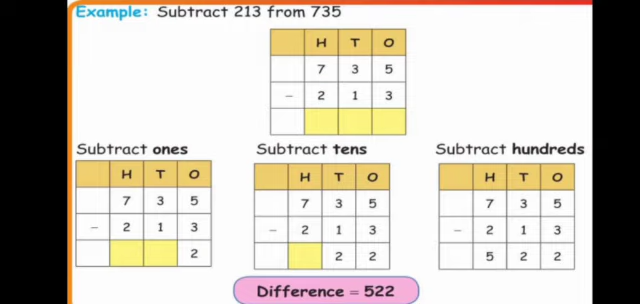 Example: Subtract 213 from 735
H T O
7 3 5
– 2 1 3
Subtract ones
H T O
7 3 5
– 2 1 3
2
Subtract tens
H T O
7 3 5
– 2 1 3
2 2
Subtract hundreds
H T O
7 3 5
– 2 1 3
5 2 2
Difference = 522